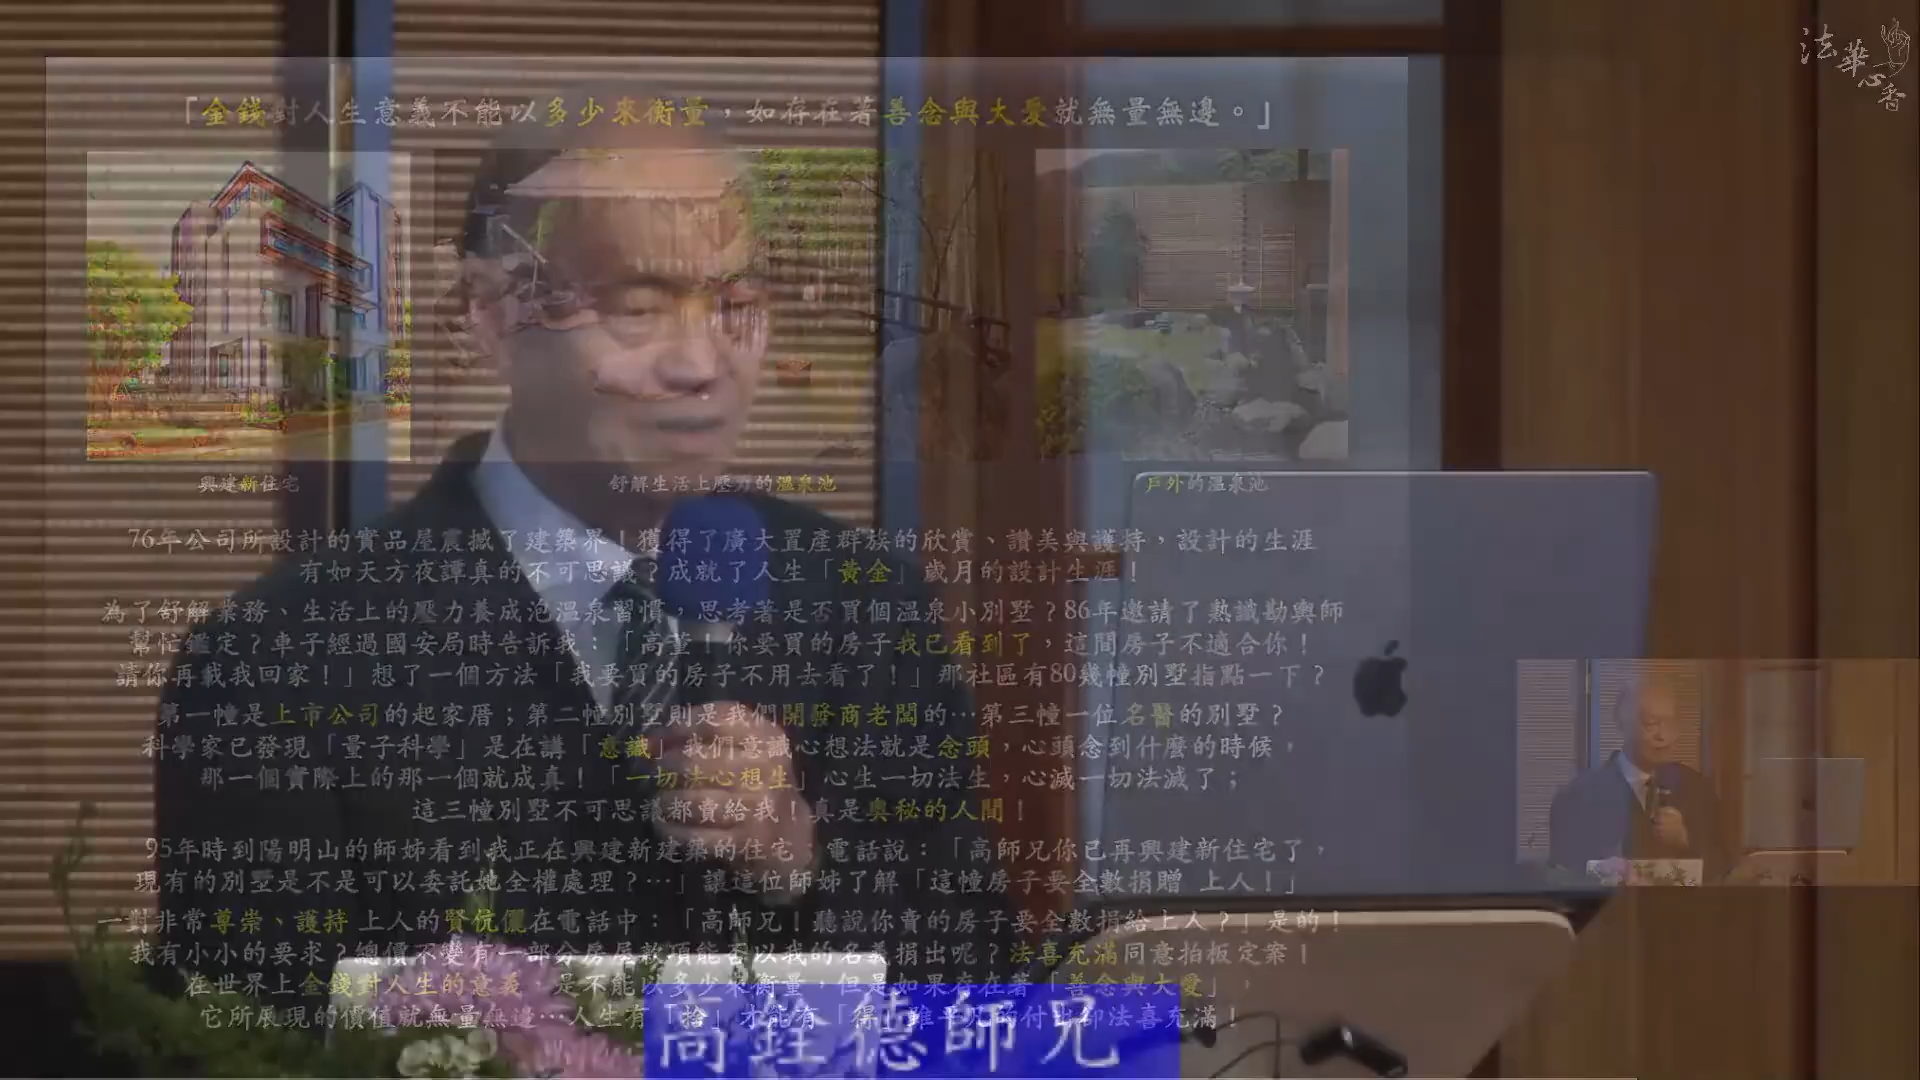 法華心香
「金錢對人生意義不能以多少來衡量，如存在著善念與大愛就無量無邊。」
興建新住宅
舒解生活上壓力的溫泉池
戶外的溫泉池
76年公司所設計的實品屋震撼了建築界！獲得了廣大置產群族的欣賞、讚美與護持，設計的生涯
有如天方夜譚真的不可思議？成就了人生「黃金」歲月的設計生涯！
為了舒解業務、生活上的壓力養成泡溫泉習慣，思考著是否買個溫泉小別墅？86年邀請了熟識勘輿師
幫忙鑑定？車子經過國安局時告訴我：「高董！你要買的房子我已看到了，這間房子不適合你！
請你再載我回家！」想了一個方法「我要買的房子不用去看了！」那社區有80幾幢別墅指點一下？
第一幢是上市公司的起家厝；第二幢別墅則是我們開發商老闆的…第三幢一位名醫的別墅？
科學家已發現「量子科學」是在講「意識」我們意識心想法就是念頭，心頭念到什麼的時候，
那一個實際上的那一個就成真！「一切法心想生」心生一切法生，心滅一切法滅了；
這三幢別墅不可思議都賣給我！真是奧秘的人間！
95年時到陽明山的師姊看到我正在興建新建築的住宅；電話說：「高師兄你已再興建新住宅了，
現有的別墅是不是可以委託她全權處理？…」讓這位師姊了解「這幢房子要全數捐贈 上人！」
一對非常尊崇、護持 上人的賢伉儷在電話中：「高師兄！聽說你賣的房子要全數捐給上人？」是的！
我有小小的要求？總價不變有一部分房屋款項能否以我的名義捐出呢？法喜充滿同意拍板定案！
在世界上金錢對人生的意義，是不能以多少來衡量，但是如果存在著「善念與大愛」，
它所展現的價值就無量無邊…人生有「捨」才能有「得」雖平凡的付出卻法喜充滿！
高銓德師兄